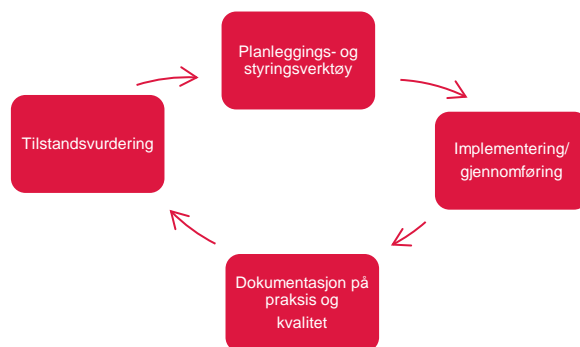 Planleggings- og
styringsverktøy
Tilstandsvurdering
Implementering/
gjennomføring
Dokumentasjon på
praksis og
kvalitet